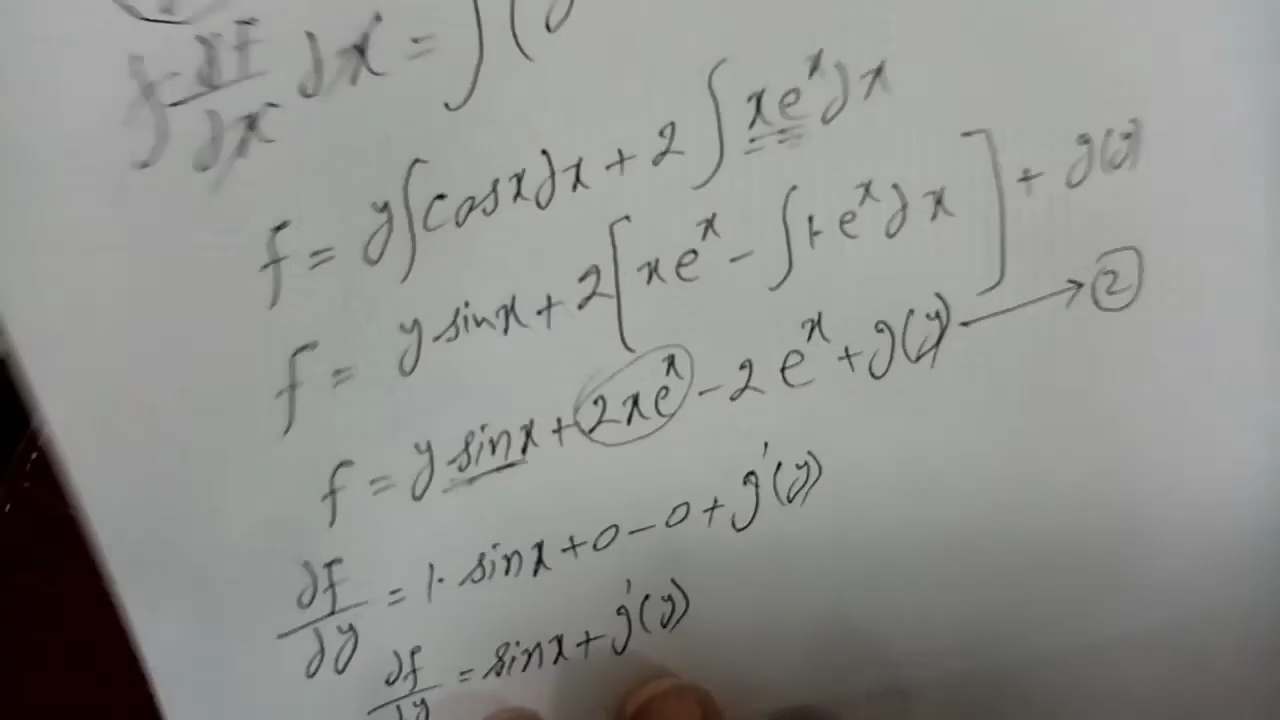 ∫ ∂f/∂x ∂x = ∫(y
f = y∫cosx∂x + 2∫xe^x∂x
f = y sinx + 2[xe^x - ∫1·e^x∂x] + g(y)
f = y sinx + 2xe^x - 2e^x + g(y) → ②
∂f/∂y = 1· sinx + 0 - 0 + g'(y)
∂f/∂y = sinx + g'(y)